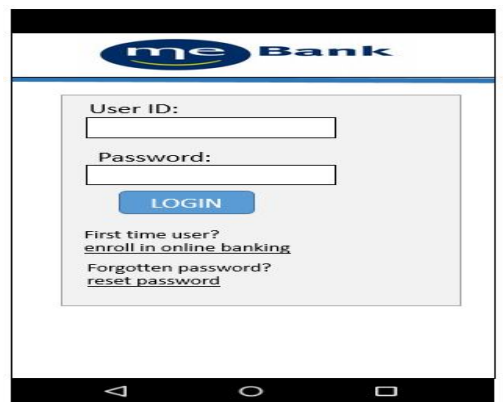 me Bank
User ID:
Password:
LOGIN
First time user?
enroll in online banking
Forgotten password?
reset password